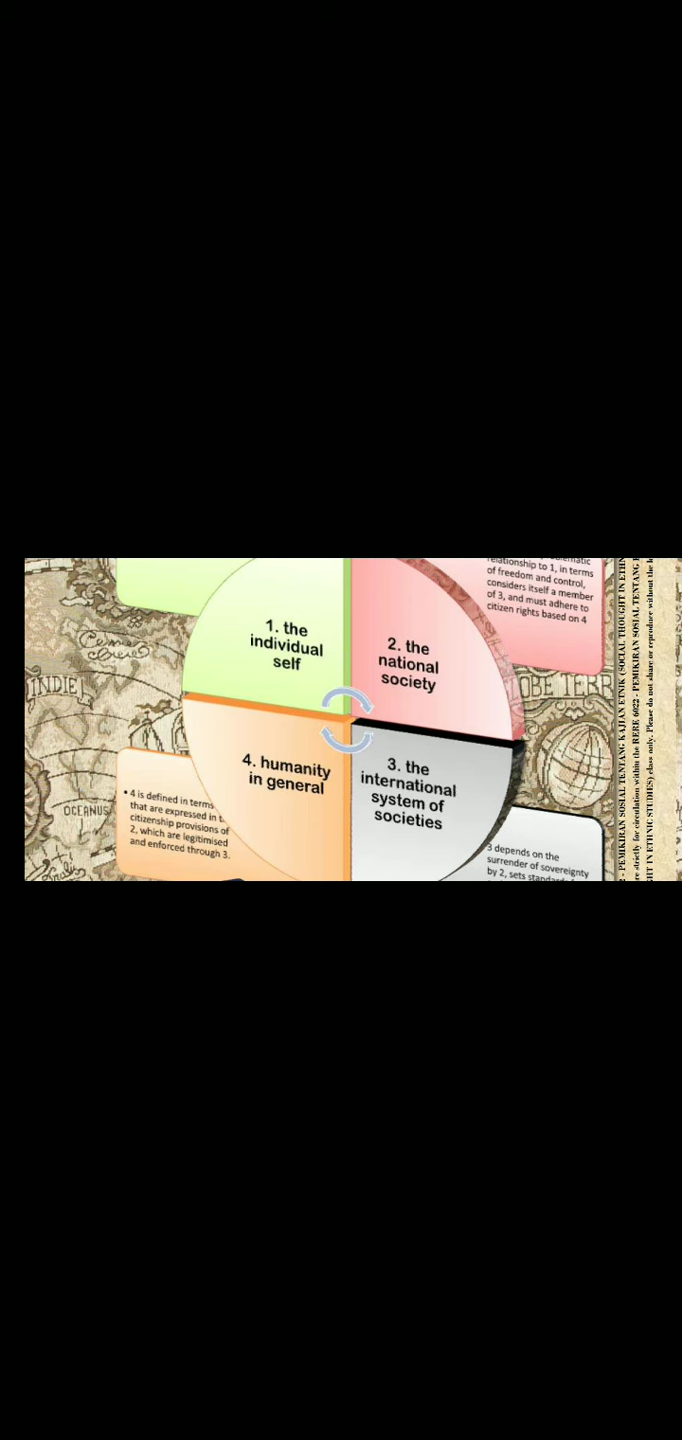 relationship to 1, in terms
of freedom and control,
considers itself a member
of 3, and must adhere to
citizen rights based on 4
1. the
individual
self
2. the
national
society
4. humanity
in general
3. the
international
system of
societies
• 4 is defined in terms
that are expressed in
citizenship provisions of
2, which are legitimised
and enforced through 3.
3 depends on the
surrender of sovereignty
by 2, sets
INDIE
OCEANUS
OBE TERR
- PEMIKIRAN SOSIAL TENTANG KAJIAN ETNIK (SOCIAL THOUGHT IN
strictly for circulation within the RERE 6022 - PEMIKIRAN SOSIAL TENTANG
IN ETHNIC STUDIES) class only. Please do not share or reproduce without the